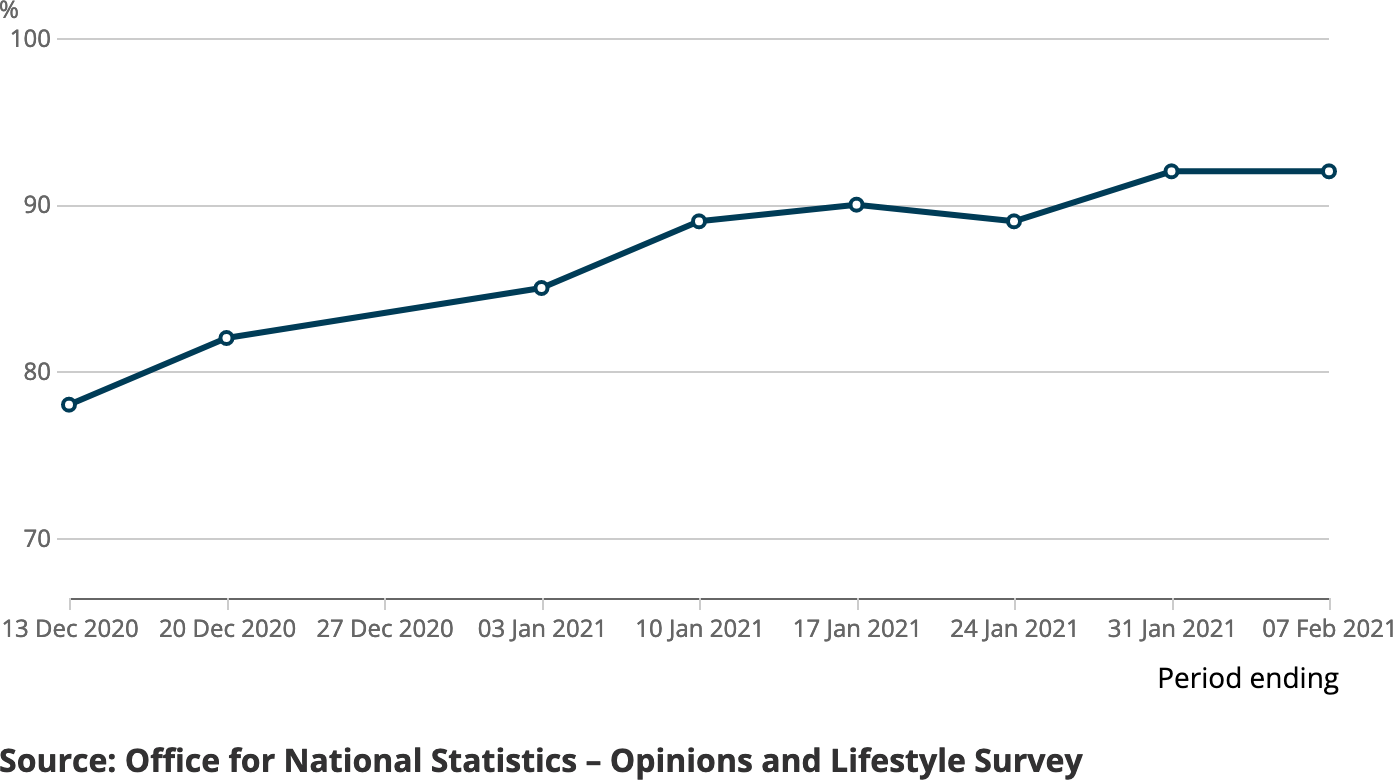 %
100
90
80
70
13 Dec 2020 20 Dec 2020 27 Dec 2020 03 Jan 2021 10 Jan 2021 17 Jan 2021 24 Jan 2021 31 Jan 2021 07 Feb 2021
Period ending
Source: Office for National Statistics – Opinions and Lifestyle Survey